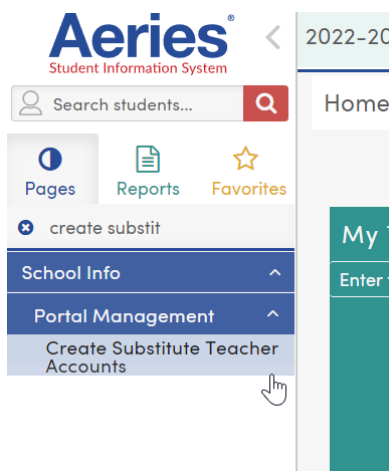 Aeries®
Student Information System
2022-20
Search students...
Home
Pages
Reports
Favorites
create substit
My
School Info
Enter
Portal Management
Create Substitute Teacher
Accounts